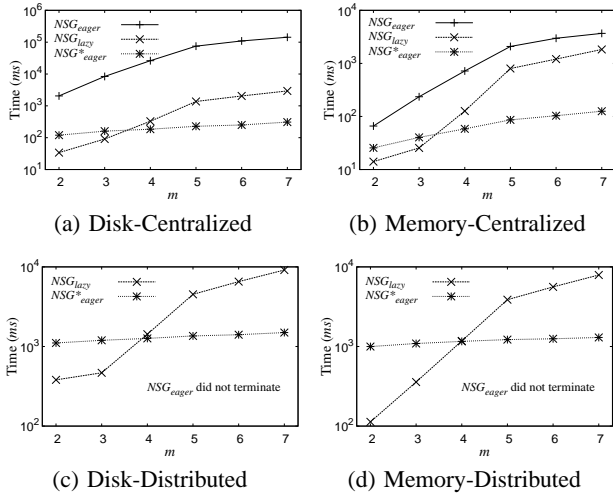 NSG_eager
NSG_lazy
NSG*_eager
Time (ms)
10^6
10^5
10^4
10^3
10^2
10^1
2 3 4 5 6 7
m
(a) Disk-Centralized
NSG_eager
NSG_lazy
NSG*_eager
Time (ms)
10^4
10^3
10^2
10^1
2 3 4 5 6 7
m
(b) Memory-Centralized
NSG_lazy
NSG*_eager
Time (ms)
10^4
10^3
10^2
NSG_eager did not terminate
2 3 4 5 6 7
m
(c) Disk-Distributed
NSG_lazy
NSG*_eager
Time (ms)
10^4
10^3
10^2
NSG_eager did not terminate
2 3 4 5 6 7
m
(d) Memory-Distributed